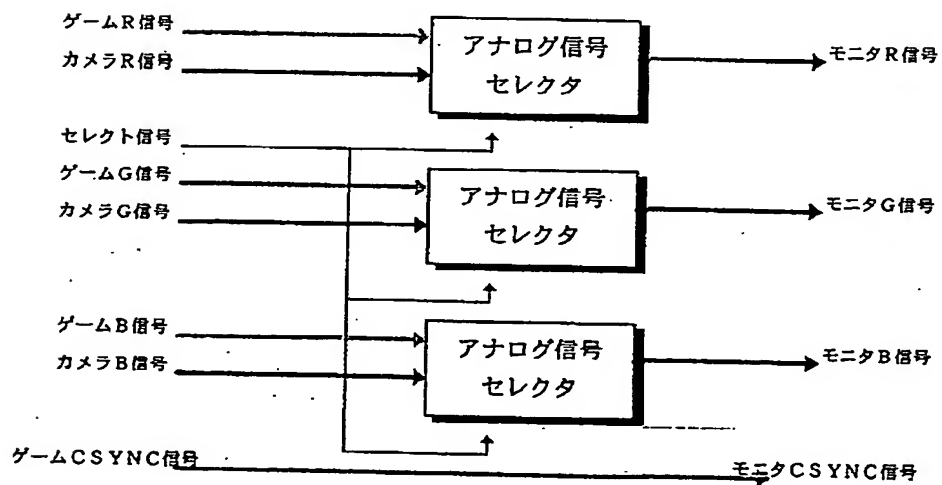 ゲームR信号
カメラR信号
アナログ信号
セレクタ
モニタR信号
セレクト信号
ゲームG信号
カメラG信号
アナログ信号
セレクタ
モニタG信号
ゲームB信号
カメラB信号
アナログ信号
セレクタ
モニタB信号
ゲームCSYNC信号
モニタCSYNC信号